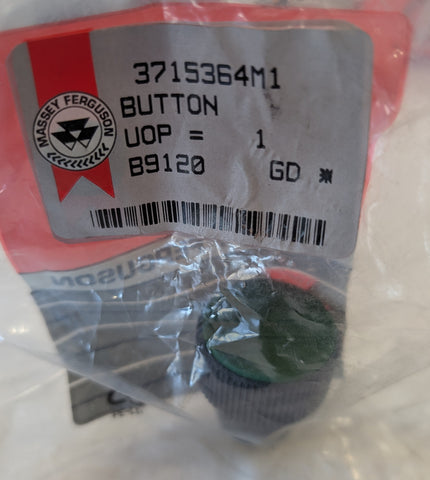 MASSEY FERGUSON
3715364M1
BUTTON
UOP = 1
B9120 GD *